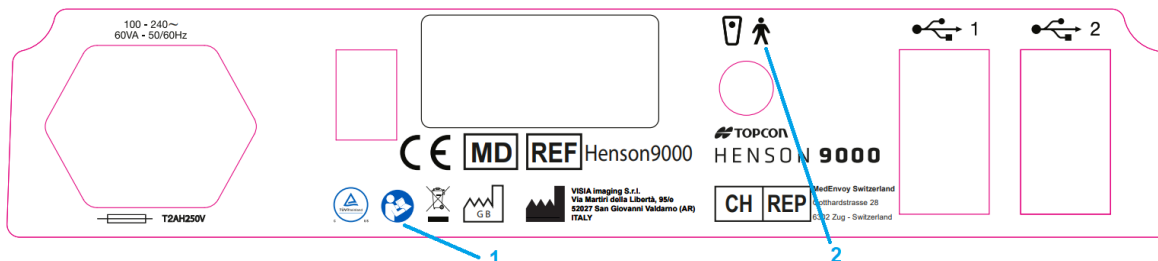 100 - 240~
60VA - 50/60Hz
1
2
CE MD REF Henson9000
TOPCON
HENSON 9000
T2AH250V
GB
VISIA imaging S.r.l.
Via Martiri della Libertà, 95/e
52027 San Giovanni Valdarno (AR)
ITALY
CH REP
MedEnvoy Switzerland
Gotthardstrasse 28
6302 Zug - Switzerland
1
2